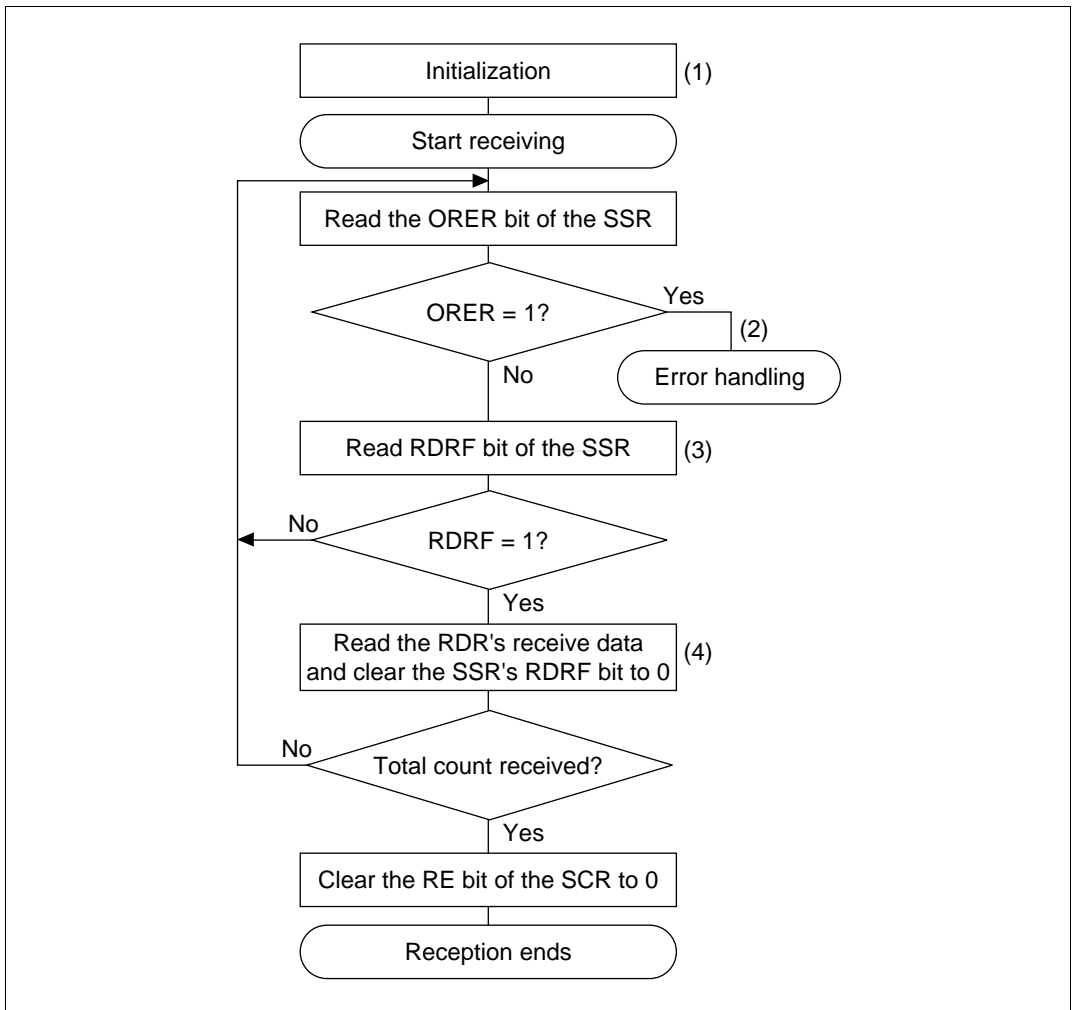 Initialization
(1)
Start receiving
Read the ORER bit of the SSR
ORER = 1?
Yes
(2)
Error handling
No
Read RDRF bit of the SSR
(3)
No
RDRF = 1?
Yes
Read the RDR's receive data
and clear the SSR's RDRF bit to 0
(4)
No
Total count received?
Yes
Clear the RE bit of the SCR to 0
Reception ends